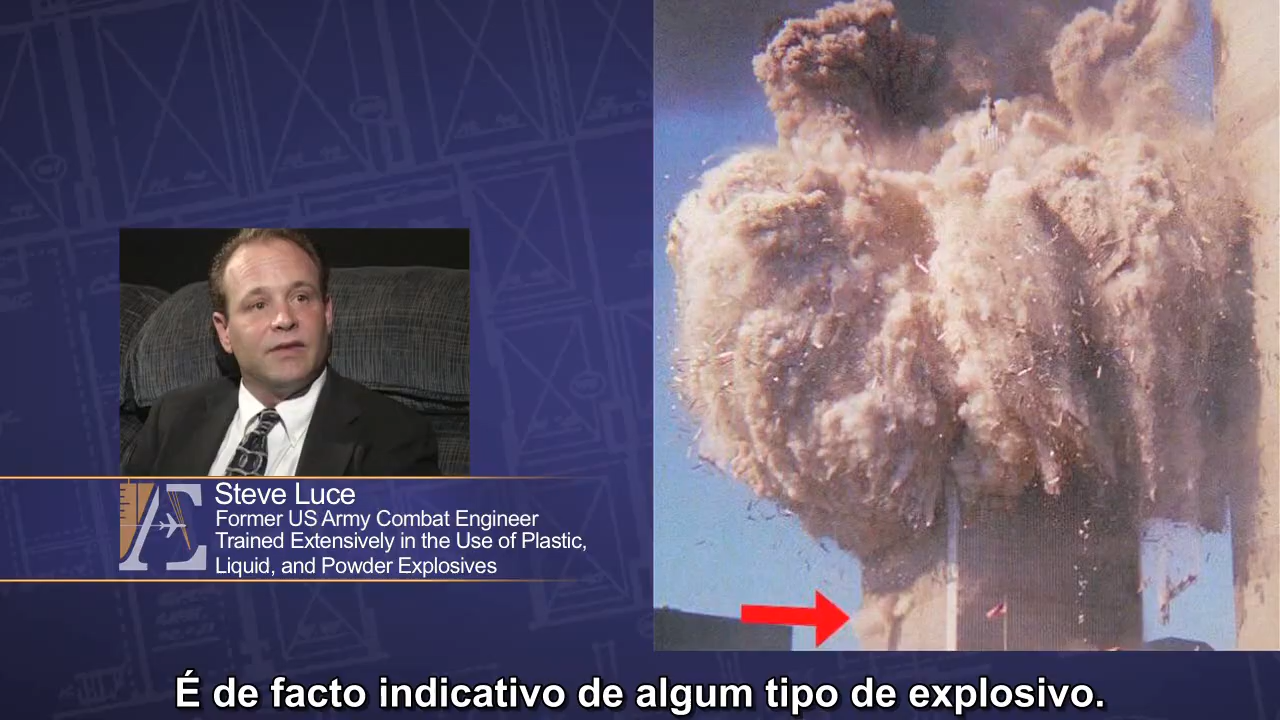 Steve Luce
Former US Army Combat Engineer
Trained Extensively in the Use of Plastic,
Liquid, and Powder Explosives
É de facto indicativo de algum tipo de explosivo.